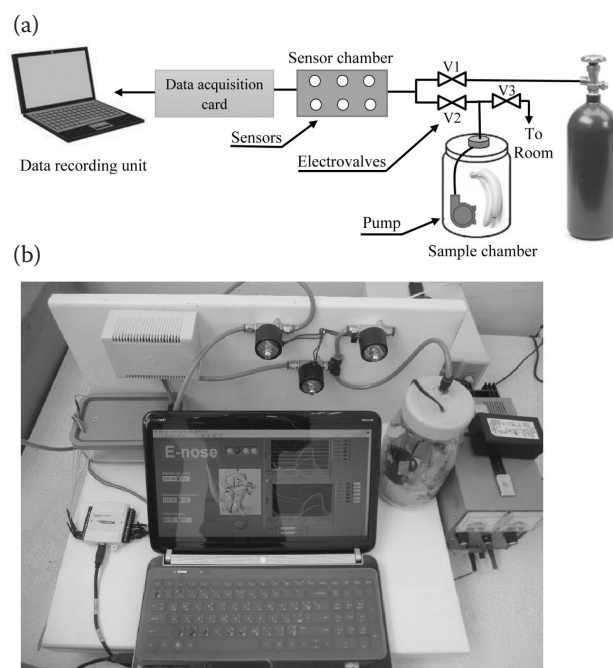 (a)
Sensor chamber
V1
Data acquisition
card
V3
V2
Sensors
Electrovalves
To
Room
Data recording unit
Pump
Sample chamber
(b)
E-nose